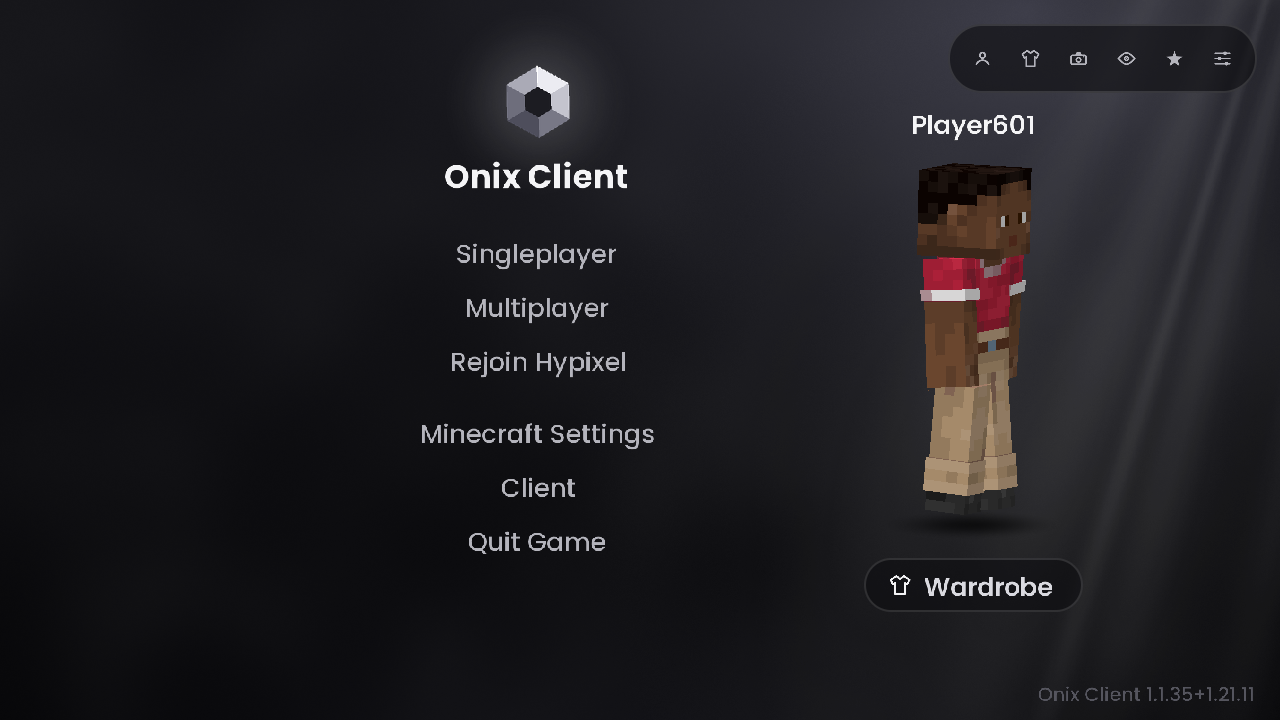 Onix Client
Singleplayer
Multiplayer
Rejoin Hypixel
Minecraft Settings
Client
Quit Game
Player601
Wardrobe
Onix Client 1.1.35+1.21.11